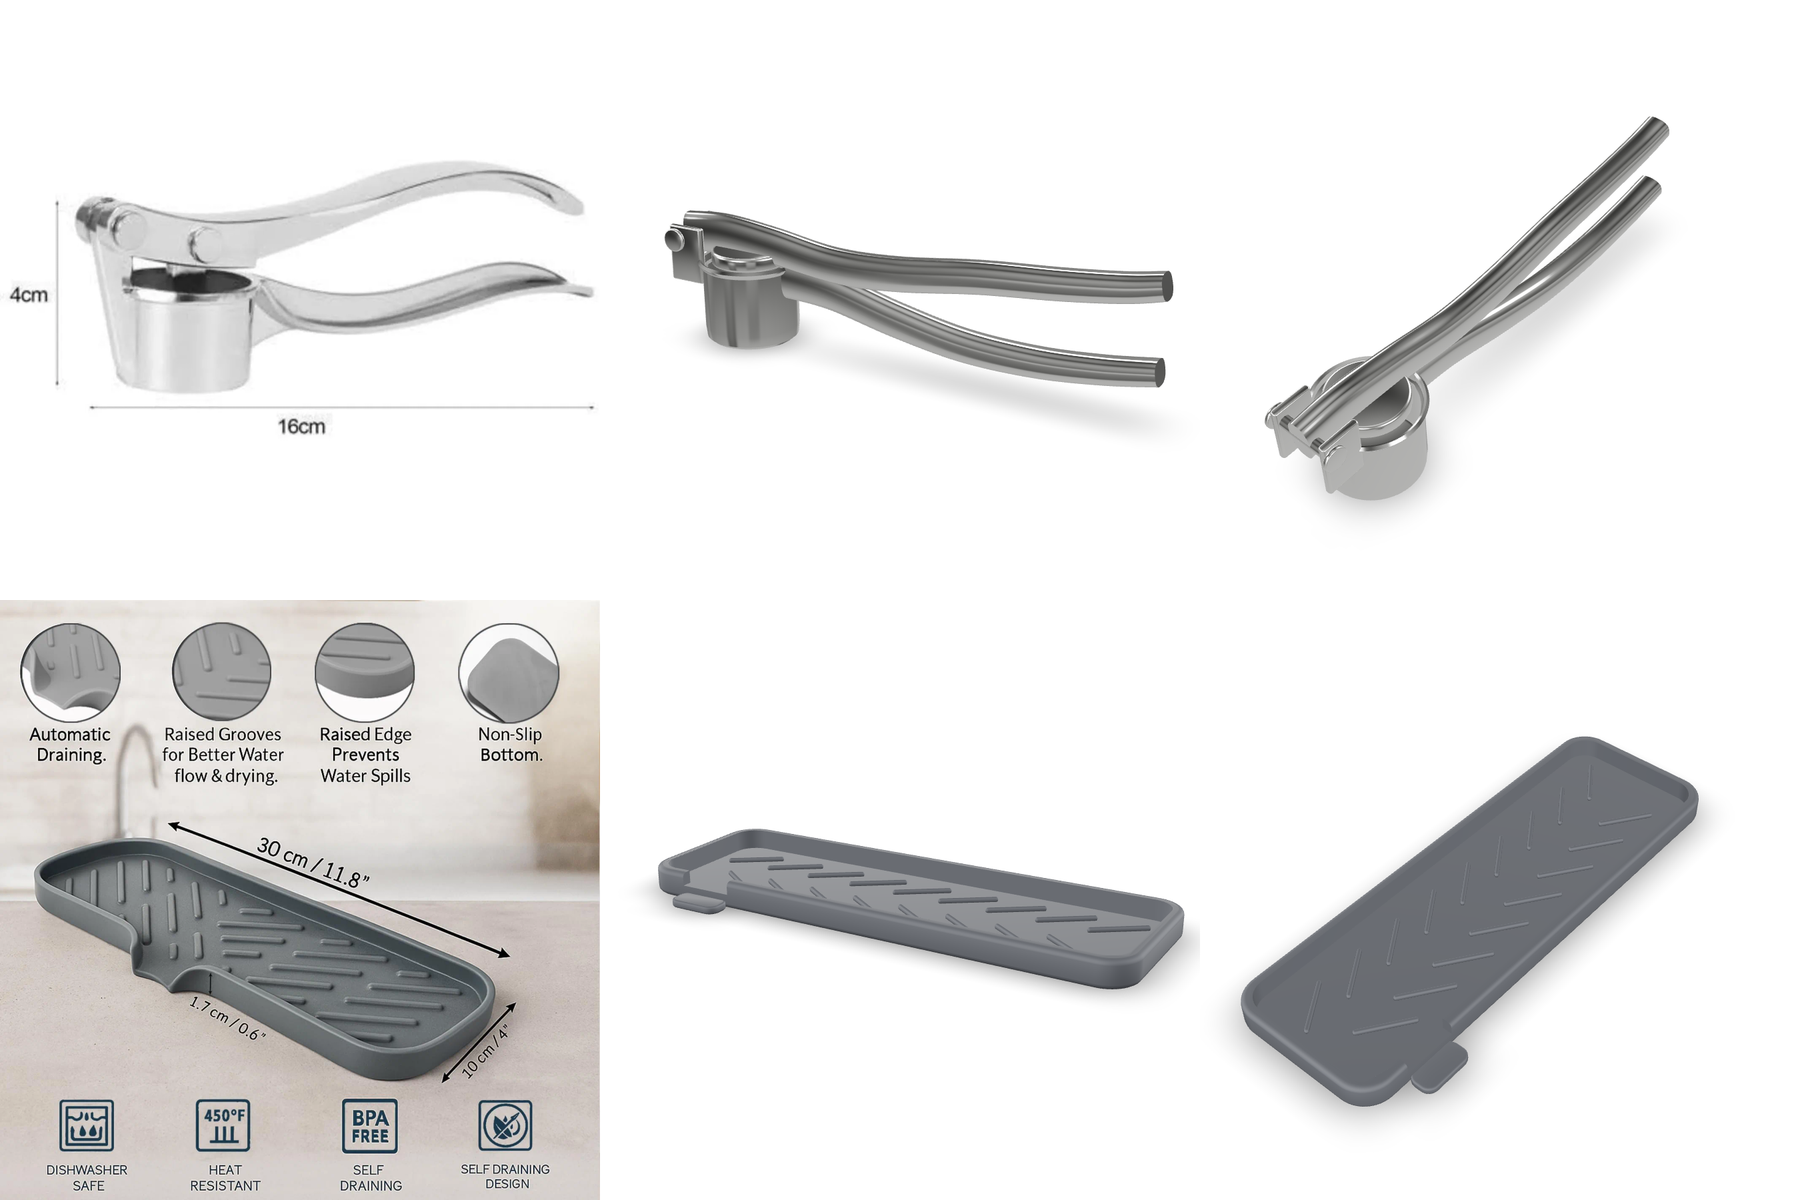 4cm
16cm
Automatic
Draining.
Raised Grooves
for Better Water
flow & drying.
Raised Edge
Prevents
Water Spills
Non-Slip
Bottom.
30 cm / 11.8"
1.7cm / 0.6"
10 cm / 4"
450°F
BPA
FREE
DISHWASHER
SAFE
HEAT
RESISTANT
SELF
DRAINING
SELF DRAINING
DESIGN